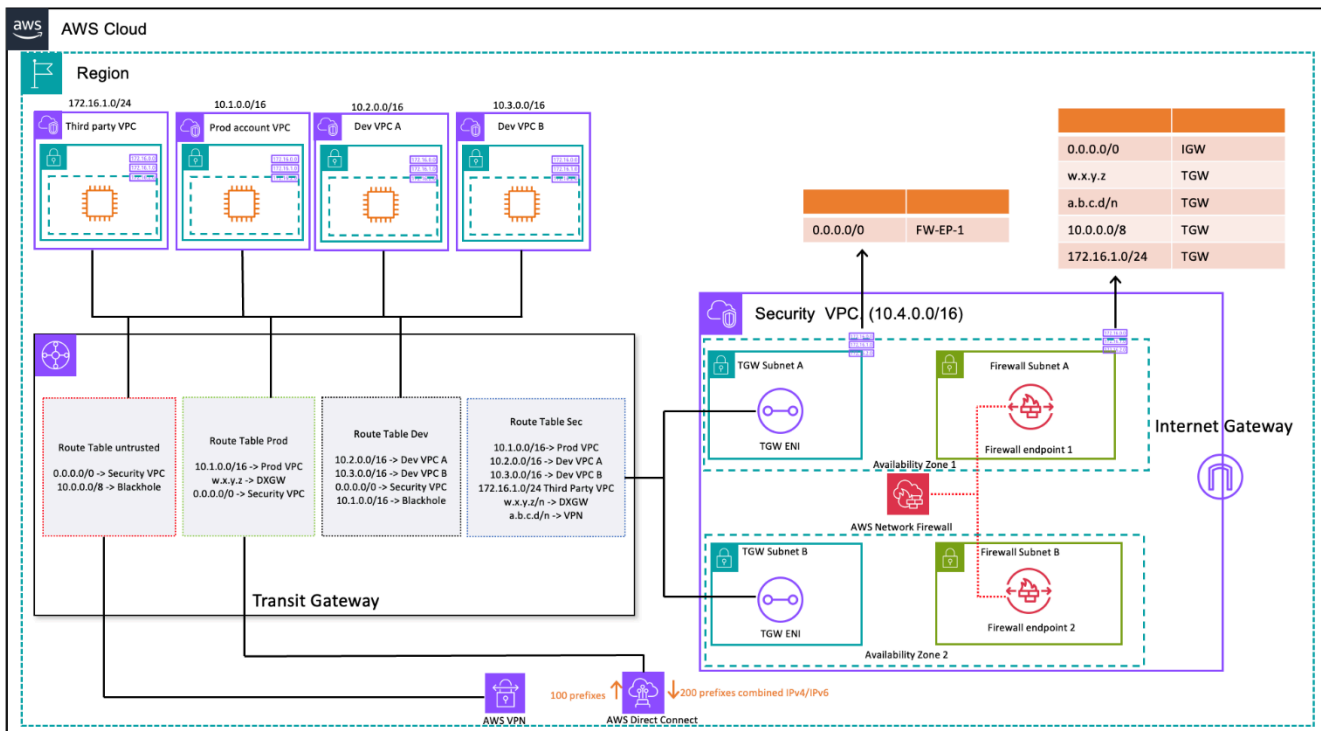 aws
AWS Cloud
Region
172.16.1.0/24
10.1.0.0/16
10.2.0.0/16
10.3.0.0/16
Third party VPC
Prod account VPC
Dev VPC A
Dev VPC B
0.0.0.0/0 IGW
w.x.y.z TGW
a.b.c.d/n TGW
10.0.0.0/8 TGW
172.16.1.0/24 TGW
0.0.0.0/0 FW-EP-1
Security VPC (10.4.0.0/16)
TGW Subnet A
TGW ENI
Firewall Subnet A
Firewall endpoint 1
Availability Zone 1
AWS Network Firewall
Internet Gateway
TGW Subnet B
TGW ENI
Firewall Subnet B
Firewall endpoint 2
Availability Zone 2
Route Table untrusted
0.0.0.0/0 -> Security VPC
10.0.0.0/8 -> Blackhole
Route Table Prod
10.1.0.0/16-> Prod VPC
w.x.y.z -> DXGW
0.0.0.0/0 -> Security VPC
Route Table Dev
10.2.0.0/16 -> Dev VPC A
10.3.0.0/16 -> Dev VPC B
0.0.0.0/0 -> Security VPC
10.1.0.0/16 -> Blackhole
Route Table Sec
10.1.0.0/16-> Prod VPC
10.2.0.0/16 -> Dev VPC A
10.3.0.0/16 -> Dev VPC B
172.16.1.0/24 Third Party VPC
w.x.y.z/n -> DXGW
a.b.c.d/n -> VPN
Transit Gateway
AWS VPN
100 prefixes
200 prefixes combined IPv4/IPv6
AWS Direct Connect